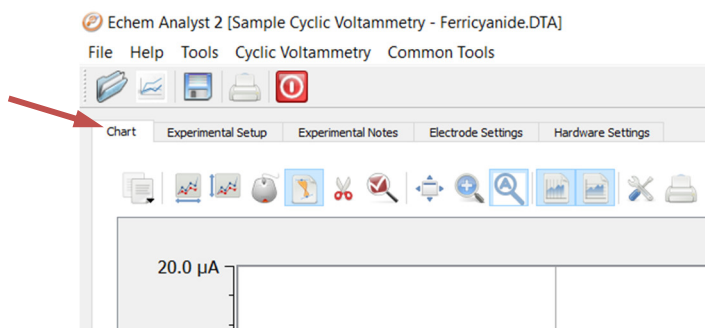 Echem Analyst 2 [Sample Cyclic Voltammetry - Ferricyanide.DTA]
File Help Tools Cyclic Voltammetry Common Tools
Chart Experimental Setup Experimental Notes Electrode Settings Hardware Settings
A
20.0 µA